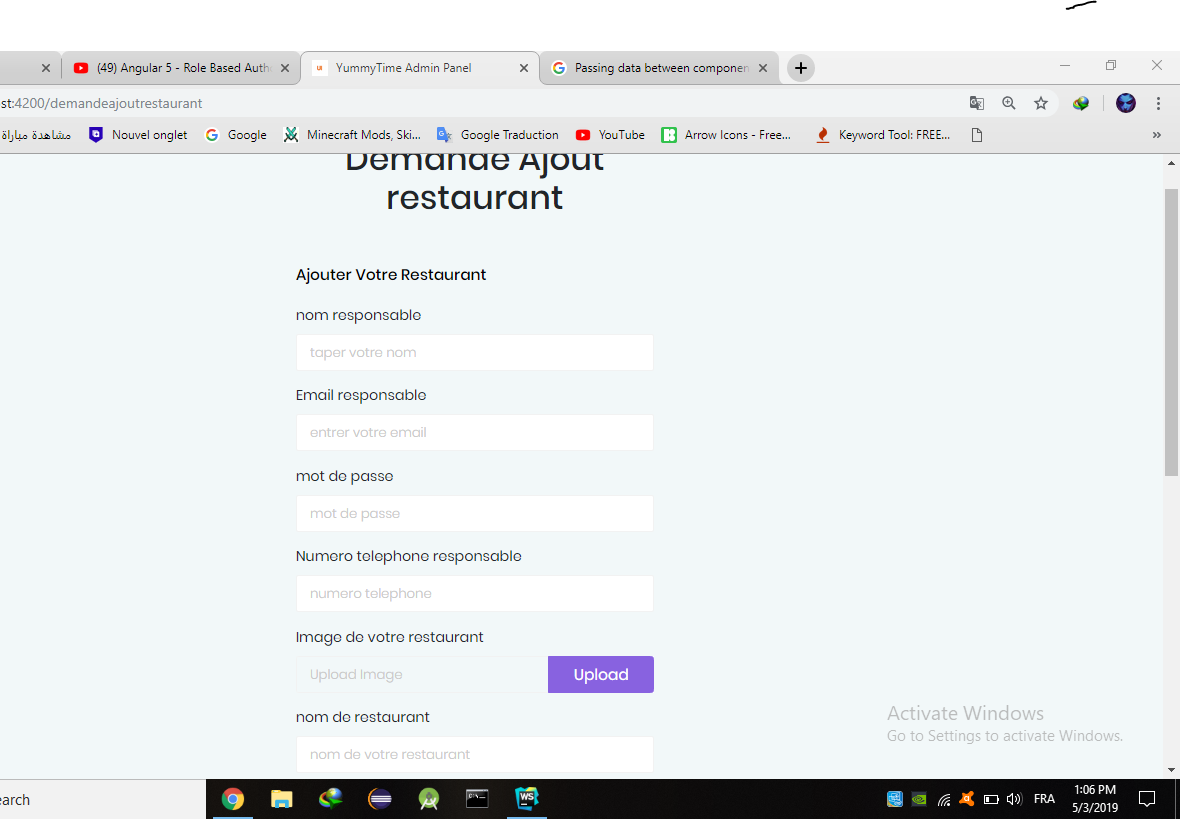 (49) Angular 5 - Role Based Auth
YummyTime Admin Panel
Passing data between componen
st:4200/demandeajoutrestaurant
مشاهدة مباراة
Nouvel onglet
Google
Minecraft Mods, Ski...
Google Traduction
YouTube
Arrow Icons - Free...
Keyword Tool: FREE...
»
Demande Ajout
restaurant
Ajouter Votre Restaurant
nom responsable
taper votre nom
Email responsable
entrer votre email
mot de passe
mot de passe
Numero telephone responsable
numero telephone
Image de votre restaurant
Upload Image
Upload
nom de restaurant
nom de votre restaurant
Activate Windows
Go to Settings to activate Windows.
earch
WS
FRA
1:06 PM
5/3/2019